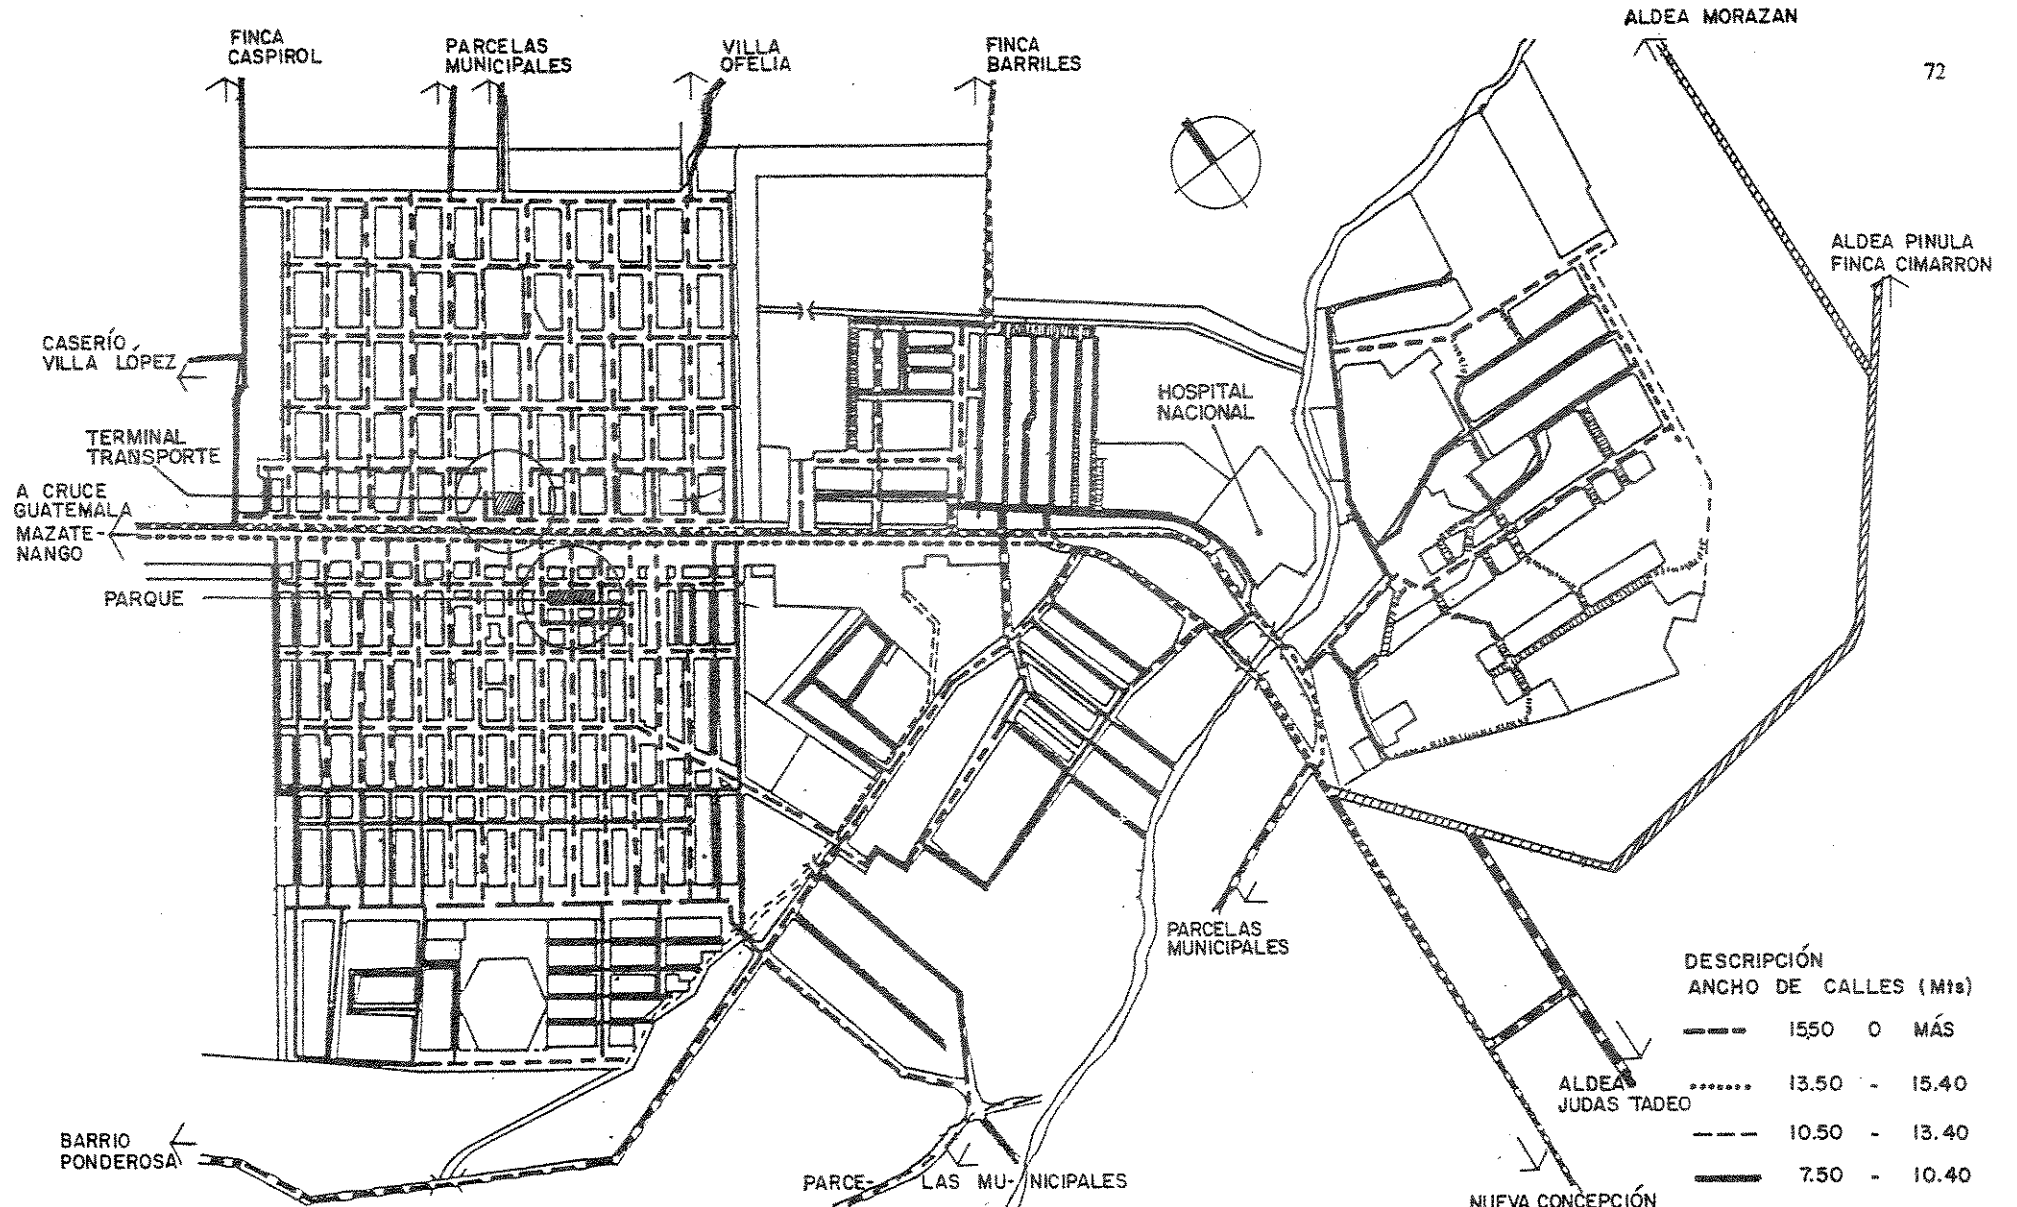 ALDEA MORAZAN
72
FINCA
CASPIROL
PARCELAS
MUNICIPALES
VILLA
OFELIA
FINCA
BARRILES
ALDEA PINULA
FINCA CIMARRON
CASERÍO
VILLA LÓPEZ
HOSPITAL
NACIONAL
TERMINAL
TRANSPORTE
A CRUCE
GUATEMALA
MAZATE-
NANGO
PARQUE
PARCELAS
MUNICIPALES
DESCRIPCIÓN
ANCHO DE CALLES (Mts)
15.50 O MÁS
13.50 - 15.40
10.50 - 13.40
7.50 - 10.40
ALDEA
JUDAS TADEO
BARRIO
PONDEROSA
PARCE- LAS MU- NICIPALES
NUEVA CONCEPCIÓN